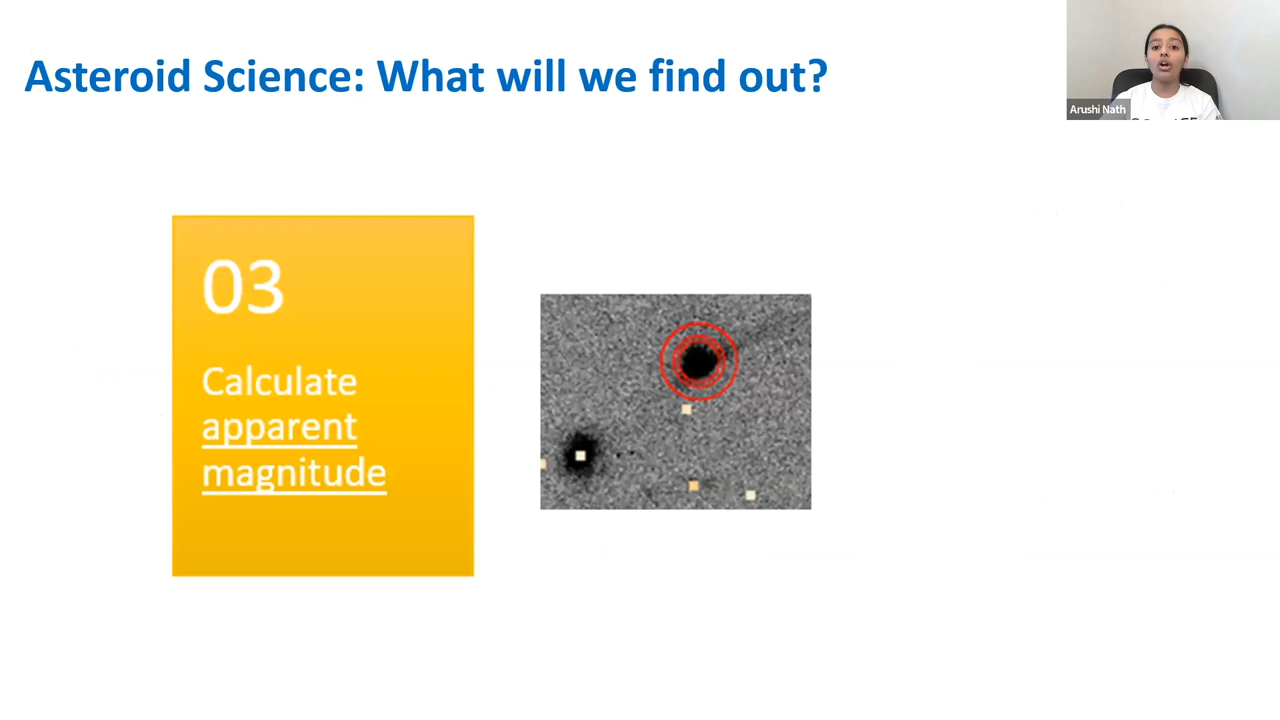 Asteroid Science: What will we find out?
Arushi Nath
03
Calculate
apparent
magnitude